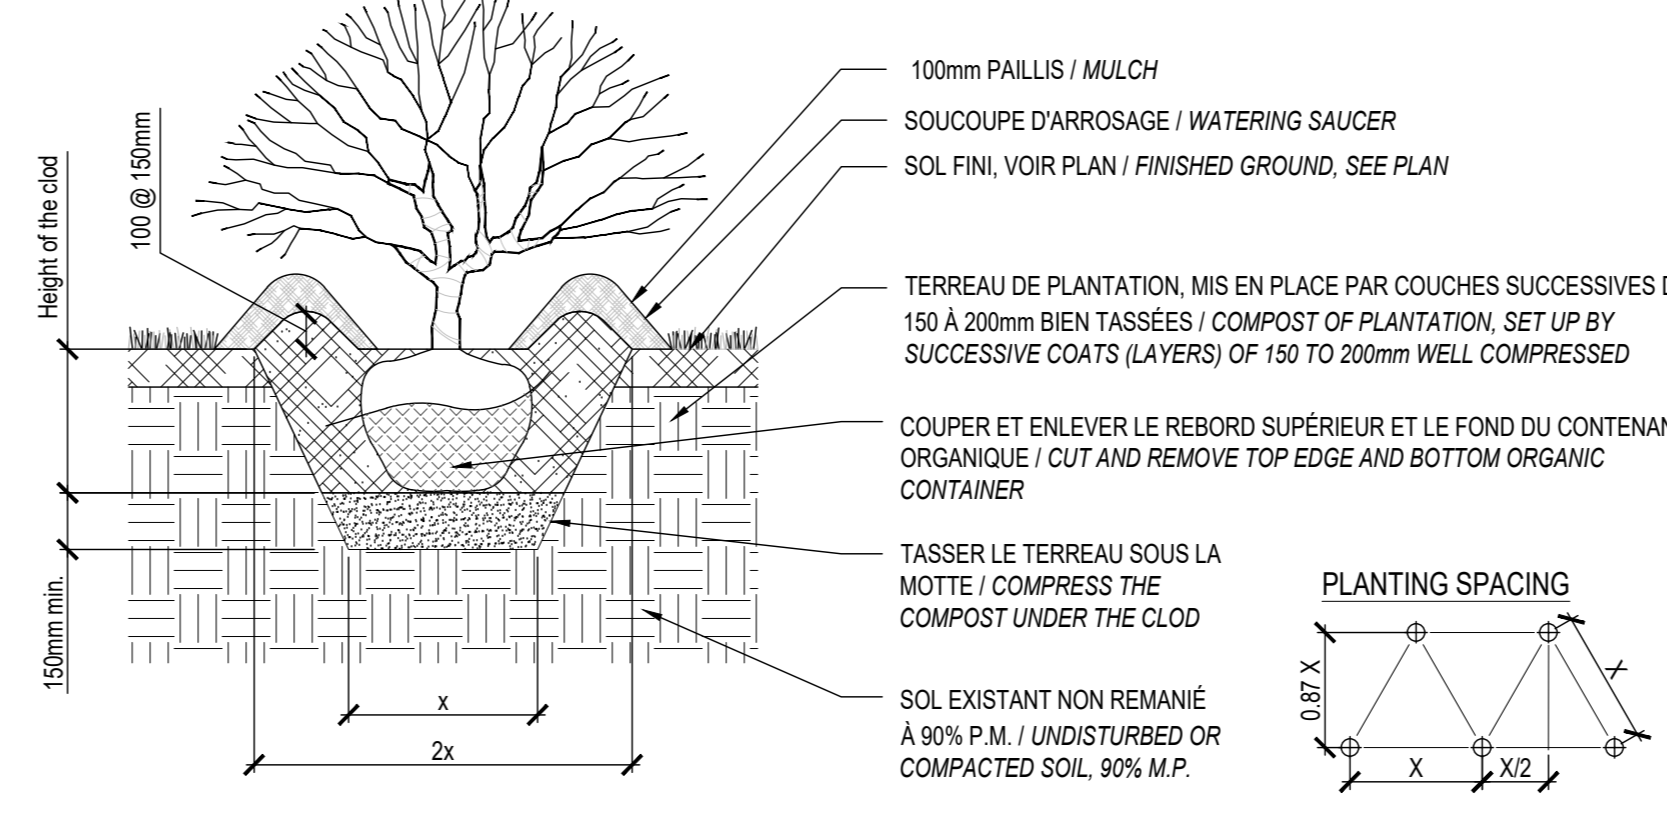 100mm PAILLIS / MULCH
SOUCOUPE D'ARROSAGE / WATERING SAUCER
SOL FINI, VOIR PLAN / FINISHED GROUND, SEE PLAN
TERREAU DE PLANTATION, MIS EN PLACE PAR COUCHES SUCCESSIVES
150 À 200mm BIEN TASSÉES / COMPOST OF PLANTATION, SET UP BY
SUCCESSIVE COATS (LAYERS) OF 150 TO 200mm WELL COMPRESSED
COUPER ET ENLEVER LE REBORD SUPÉRIEUR ET LE FOND DU
ORGANIQUE / CUT AND REMOVE TOP EDGE AND BOTTOM ORGANIC
CONTAINER
TASSER LE TERREAU SOUS LA
MOTTE / COMPRESS THE
COMPOST UNDER THE CLOD
SOL EXISTANT NON REMANIÉ
À 90% P.M. / UNDISTURBED OR
COMPACTED SOIL, 90% M.P.
Height of the clod
100 @ 150mm
150mm min.
x
2x
PLANTING SPACING
0.87 X
X
X
X/2